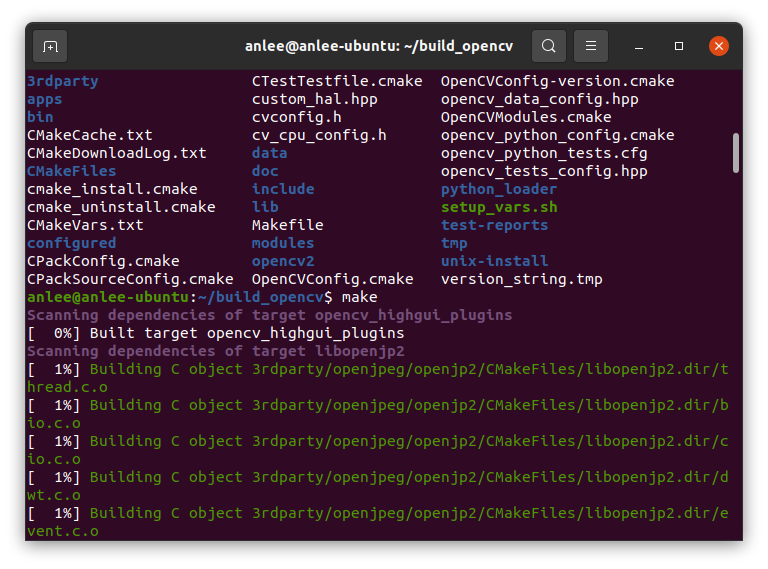 anlee@anlee-ubuntu: ~/build_opencv
3rdparty CTestTestfile.cmake OpenCVConfig-version.cmake
apps custom_hal.hpp opencv_data_config.hpp
bin cvconfig.h OpenCVModules.cmake
CMakeCache.txt cv_cpu_config.h opencv_python_config.cmake
CMakeDownloadLog.txt data opencv_python_tests.cfg
CMakeFiles doc opencv_tests_config.hpp
cmake_install.cmake include python_loader
cmake_uninstall.cmake lib setup_vars.sh
CMakeVars.txt Makefile test-reports
configured modules tmp
CPackConfig.cmake opencv2 unix-install
CPackSourceConfig.cmake OpenCVConfig.cmake version_string.tmp
anlee@anlee-ubuntu:~/build_opencv$ make
Scanning dependencies of target opencv_highgui_plugins
[  0%] Built target opencv_highgui_plugins
Scanning dependencies of target libopenjp2
[  1%] Building C object 3rdparty/openjpeg/openjp2/CMakeFiles/libopenjp2.dir/t
hread.c.o
[  1%] Building C object 3rdparty/openjpeg/openjp2/CMakeFiles/libopenjp2.dir/b
io.c.o
[  1%] Building C object 3rdparty/openjpeg/openjp2/CMakeFiles/libopenjp2.dir/c
io.c.o
[  1%] Building C object 3rdparty/openjpeg/openjp2/CMakeFiles/libopenjp2.dir/d
wt.c.o
[  1%] Building C object 3rdparty/openjpeg/openjp2/CMakeFiles/libopenjp2.dir/e
vent.c.o